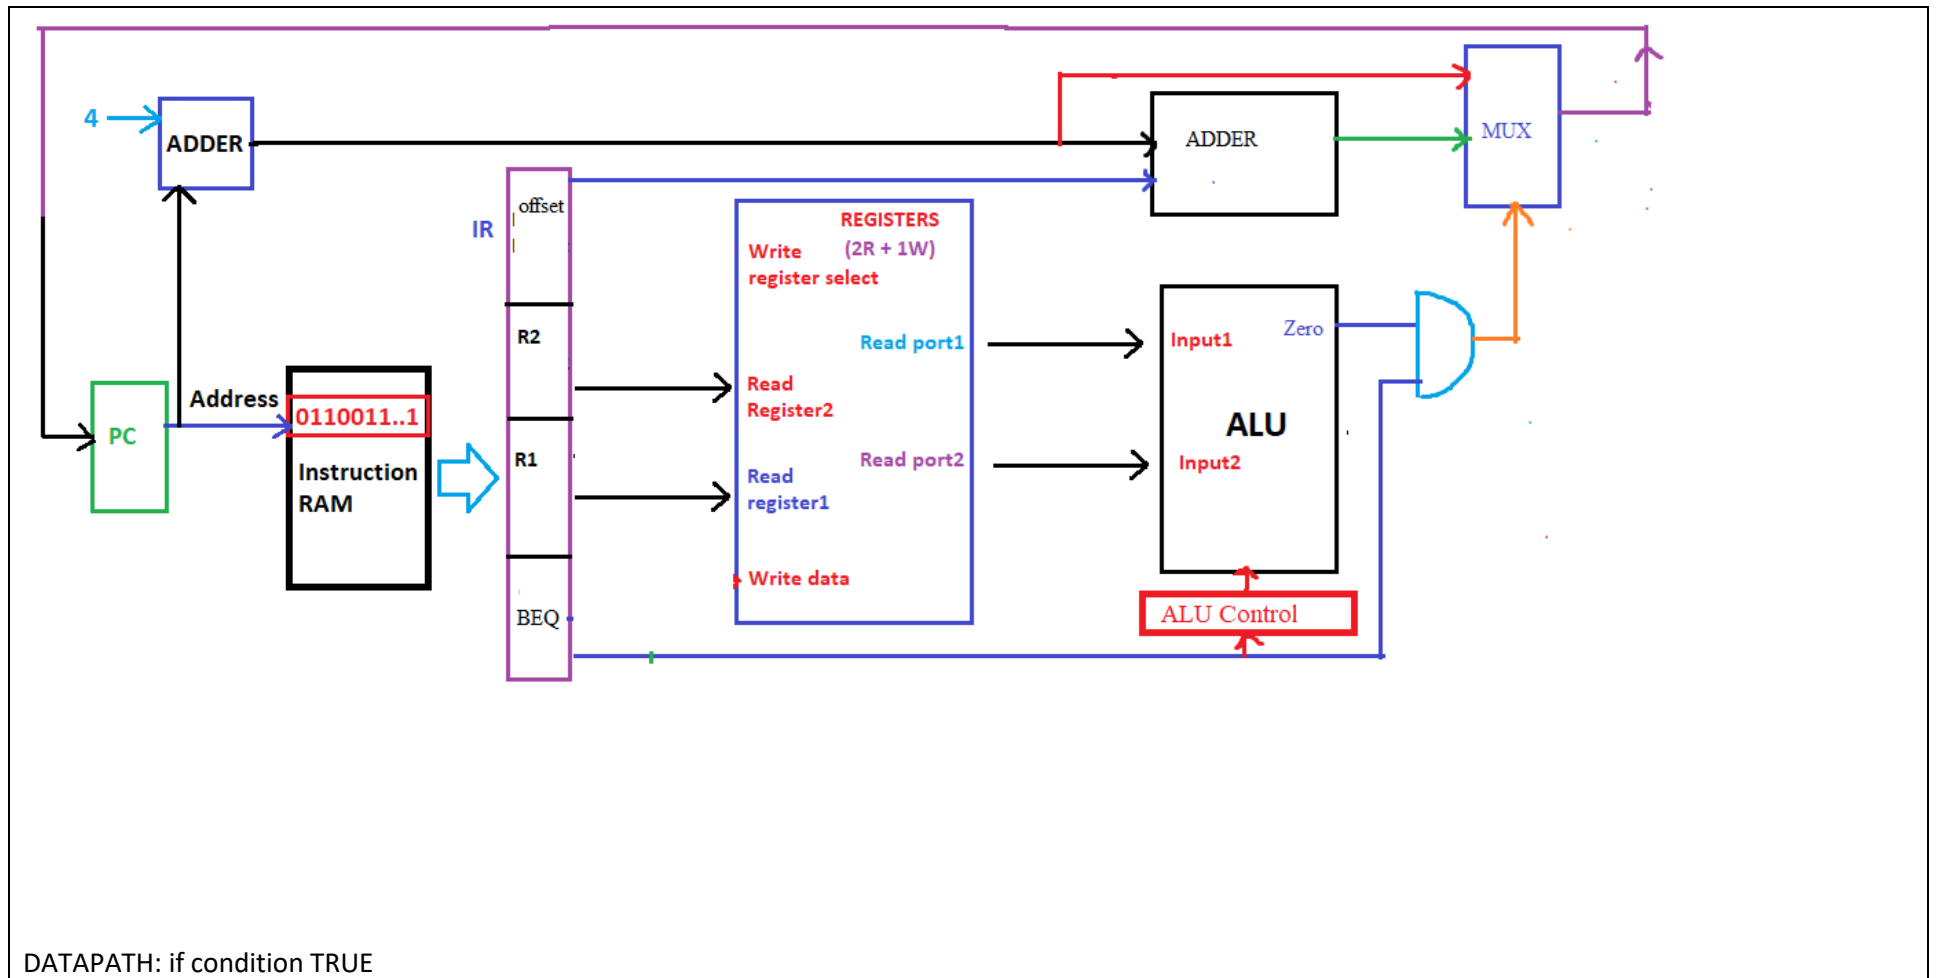 4
ADDER
ADDER
MUX
offset
IR
REGISTERS
(2R + 1W)
Write
register select
R2
Read port1
Input1
Zero
Read
Register2
Address
0110011..1
PC
Instruction
RAM
R1
Read port2
Input2
ALU
Read
register1
Write data
ALU Control
BEQ
DATAPATH: if condition TRUE